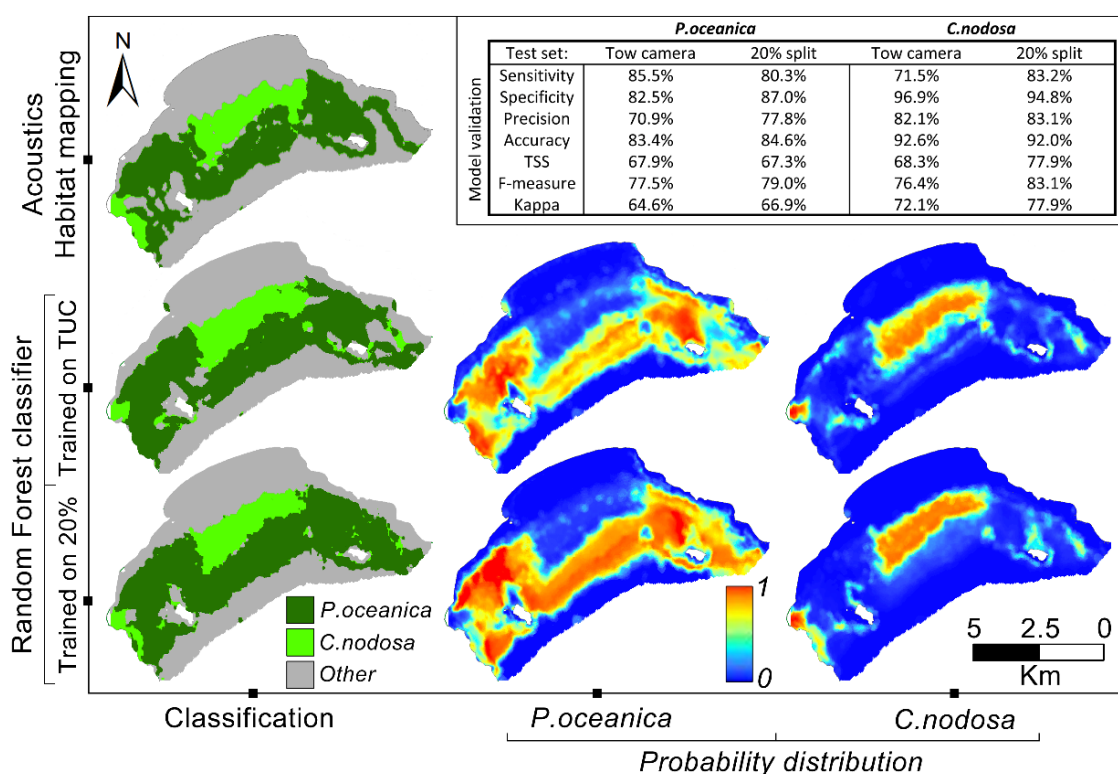 N
P.oceanica C.nodosa
Test set: Tow camera 20% split Tow camera 20% split
Model validation
Sensitivity 85.5% 80.3% 71.5% 83.2%
Specificity 82.5% 87.0% 96.9% 94.8%
Precision 70.9% 77.8% 82.1% 83.1%
Accuracy 83.4% 84.6% 92.6% 92.0%
TSS 67.9% 67.3% 68.3% 77.9%
F-measure 77.5% 79.0% 76.4% 83.1%
Kappa 64.6% 66.9% 72.1% 77.9%
Acoustics
Habitat mapping
Random Forest classifier
Trained on TUC
Trained on 20%
P.oceanica
C.nodosa
Other
1
0
5 2.5 0
Km
Classification P.oceanica C.nodosa
Probability distribution